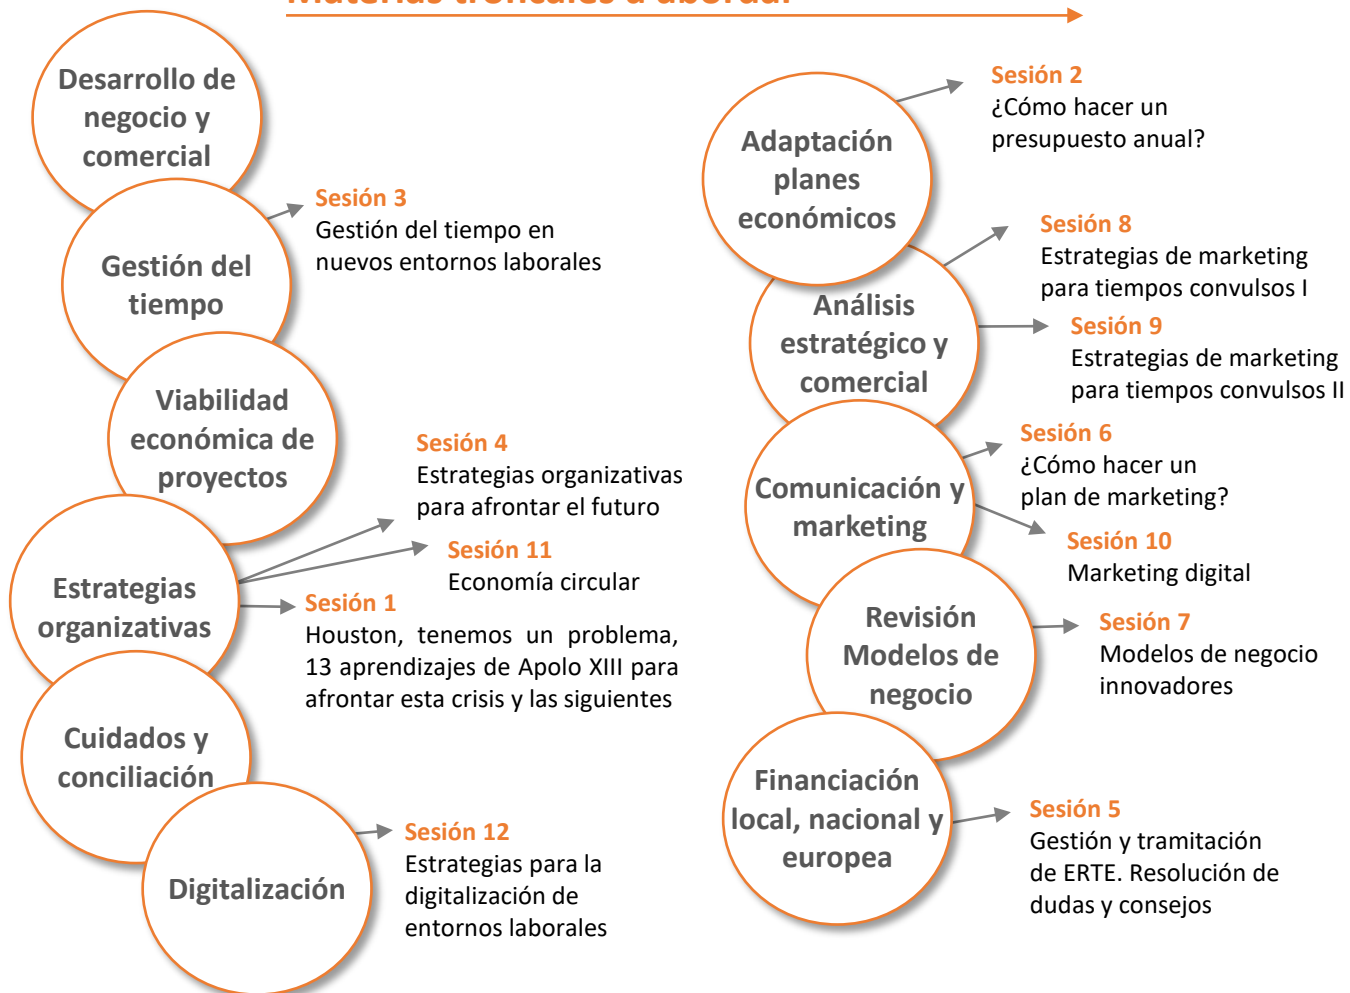 Materias troncales a abordar
Desarrollo de
negocio y
comercial
Gestión del
tiempo
Sesión 3
Gestión del tiempo en
nuevos entornos laborales
Viabilidad
económica de
proyectos
Estrategias
organizativas
Sesión 4
Estrategias organizativas
para afrontar el futuro
Sesión 11
Economía circular
Sesión 1
Houston, tenemos un problema,
13 aprendizajes de Apolo XIII para
afrontar esta crisis y las siguientes
Cuidados y
conciliación
Digitalización
Sesión 12
Estrategias para la
digitalización de
entornos laborales
Adaptación
planes
económicos
Sesión 2
¿Cómo hacer un
presupuesto anual?
Análisis
estratégico y
comercial
Sesión 8
Estrategias de marketing
para tiempos convulsos I
Sesión 9
Estrategias de marketing
para tiempos convulsos II
Comunicación y
marketing
Sesión 6
¿Cómo hacer un
plan de marketing?
Sesión 10
Marketing digital
Revisión
Modelos de
negocio
Sesión 7
Modelos de negocio
innovadores
Financiación
local, nacional y
europea
Sesión 5
Gestión y tramitación
de ERTE. Resolución de
dudas y consejos